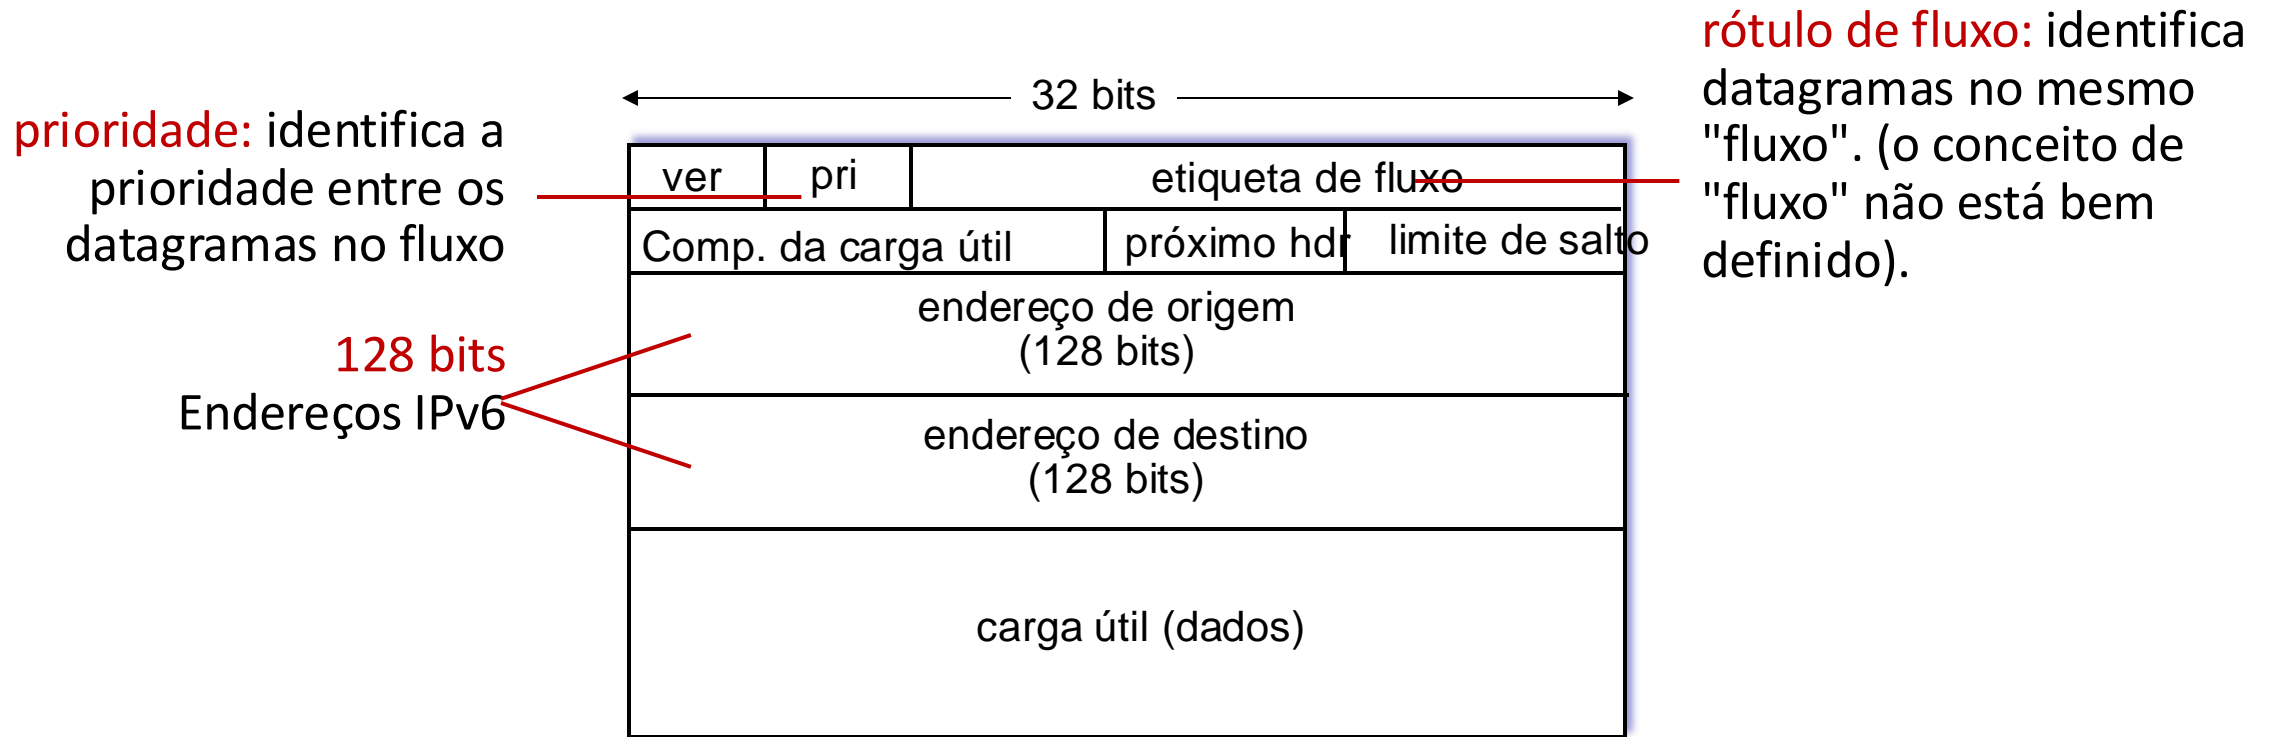 prioridade: identifica a
prioridade entre os
datagramas no fluxo
128 bits
Endereços IPv6
32 bits
ver
pri
etiqueta de fluxo
Comp. da carga útil
próximo hdr
limite de salto
endereço de origem
(128 bits)
endereço de destino
(128 bits)
carga útil (dados)
rótulo de fluxo: identifica
datagramas no mesmo
"fluxo". (o conceito de
"fluxo" não está bem
definido).